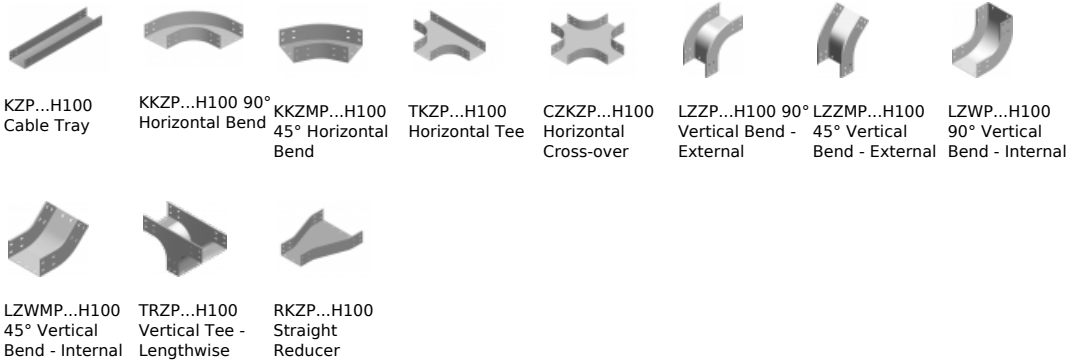 KZP...H100
Cable Tray
KKZP...H100 90°
Horizontal Bend
KKZMP...H100
45° Horizontal
Bend
TKZP...H100
Horizontal Tee
CZKZP...H100
Horizontal
Cross-over
LZZP...H100 90°
Vertical Bend -
External
LZZMP...H100
45° Vertical
Bend - External
LZWP...H100
90° Vertical
Bend - Internal
LZWMP...H100
45° Vertical
Bend - Internal
TRZP...H100
Vertical Tee -
Lengthwise
RKZP...H100
Straight
Reducer